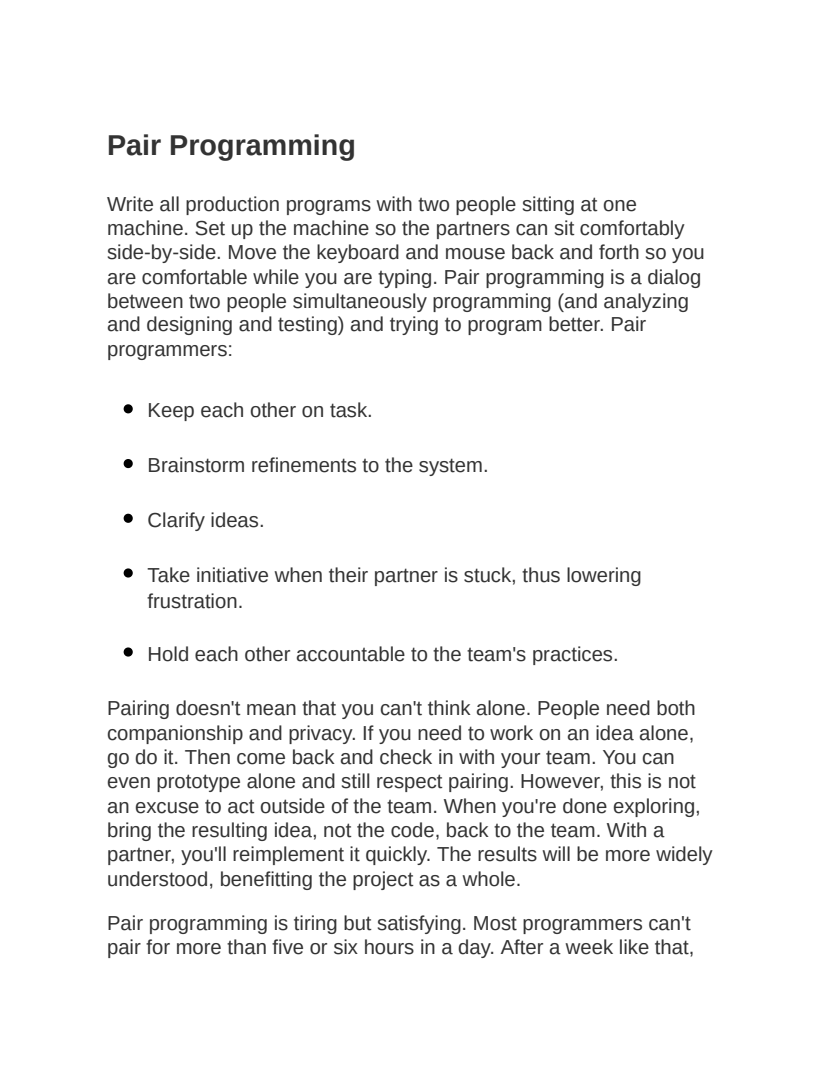 Pair Programming
Write all production programs with two people sitting at one
machine. Set up the machine so the partners can sit comfortably
side-by-side. Move the keyboard and mouse back and forth so you
are comfortable while you are typing. Pair programming is a dialog
between two people simultaneously programming (and analyzing
and designing and testing) and trying to program better. Pair
programmers:
• Keep each other on task.
• Brainstorm refinements to the system.
• Clarify ideas.
• Take initiative when their partner is stuck, thus lowering
frustration.
• Hold each other accountable to the team's practices.
Pairing doesn't mean that you can't think alone. People need both
companionship and privacy. If you need to work on an idea alone,
go do it. Then come back and check in with your team. You can
even prototype alone and still respect pairing. However, this is not
an excuse to act outside of the team. When you're done exploring,
bring the resulting idea, not the code, back to the team. With a
partner, you'll reimplement it quickly. The results will be more widely
understood, benefitting the project as a whole.
Pair programming is tiring but satisfying. Most programmers can't
pair for more than five or six hours in a day. After a week like that,